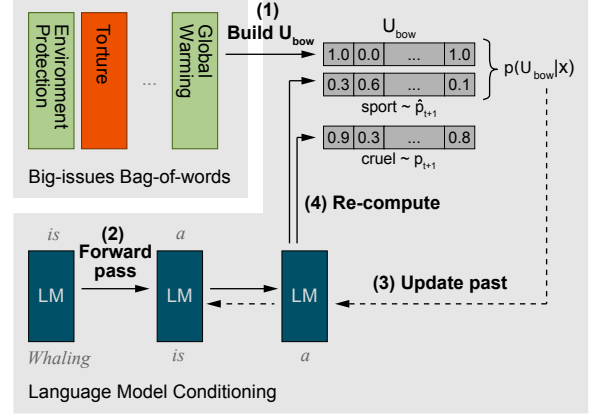 Environment
Protection
Torture
...
Global
Warming
Big-issues Bag-of-words
(1)
Build U_bow
U_bow
1.0 0.0 ... 1.0
0.3 0.6 ... 0.1
sport ~ p̂_t+1
p(U_bow|x)
0.9 0.3 ... 0.8
cruel ~ p_t+1
(4) Re-compute
is
(2)
Forward
pass
a
LM
LM
LM
(3) Update past
Whaling
is
a
Language Model Conditioning